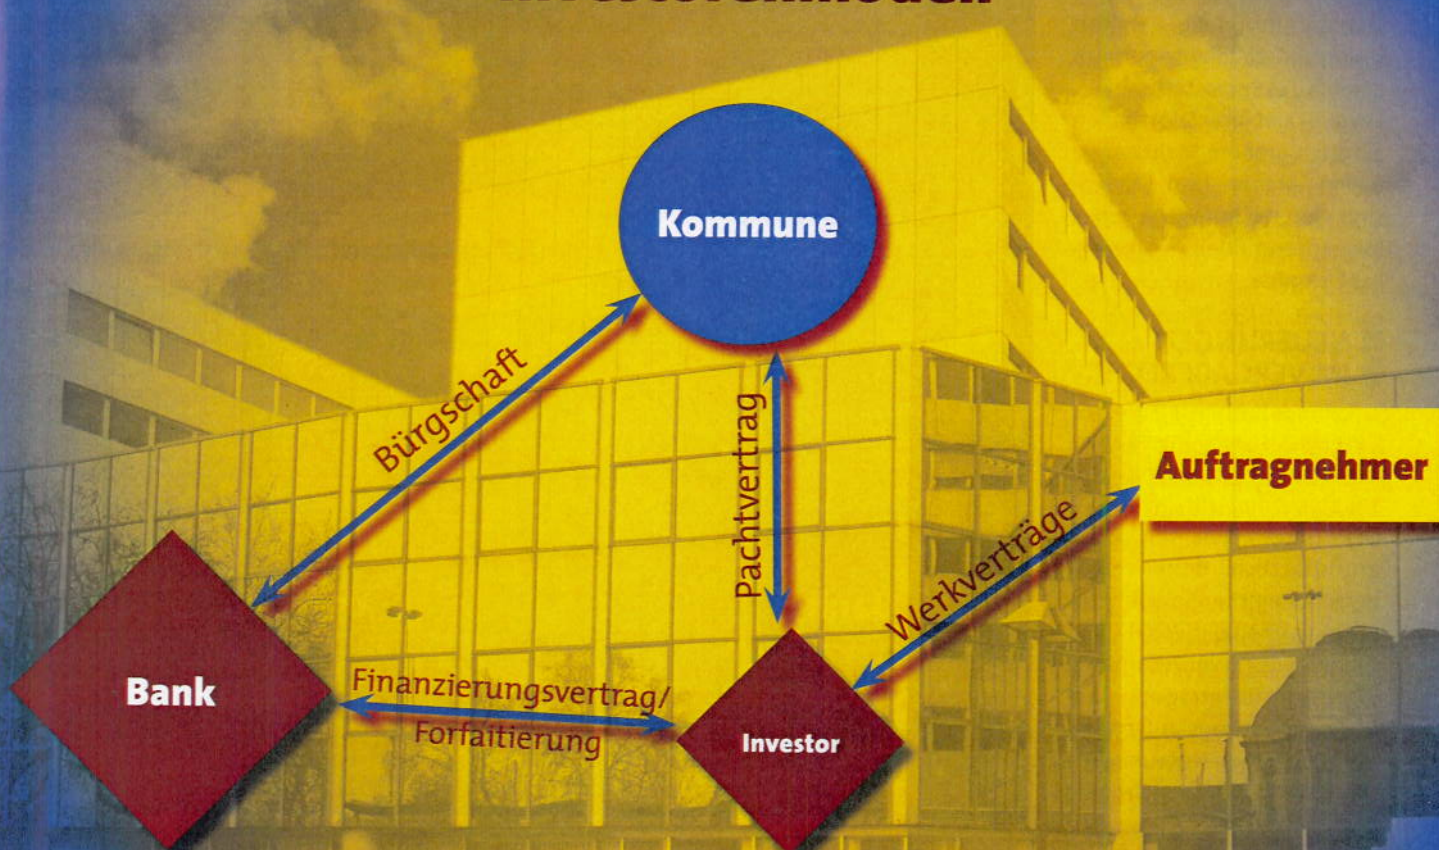 Kommune
Bürgschaft
Pachtvertrag
Auftragnehmer
Werkverträge
Bank
Finanzierungsvertrag/
Forfaitierung
Investor